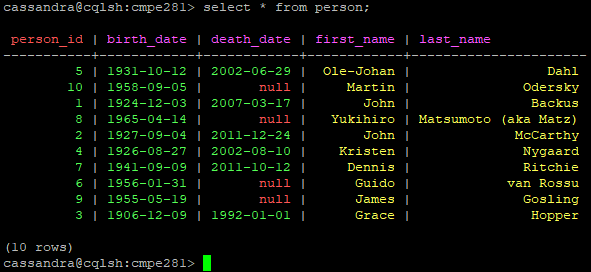 cassandra@cqlsh:cmpe281> select * from person;
person_id | birth_date | death_date | first_name | last_name
-----------+------------+------------+------------+----------------------
5 | 1931-10-12 | 2002-06-29 | Ole-Johan | Dahl
10 | 1958-09-05 | null | Martin | Odersky
1 | 1924-12-03 | 2007-03-17 | John | Backus
8 | 1965-04-14 | null | Yukihiro | Matsumoto (aka Matz)
2 | 1927-09-04 | 2011-12-24 | John | McCarthy
4 | 1926-08-27 | 2002-08-10 | Kristen | Nygaard
7 | 1941-09-09 | 2011-10-12 | Dennis | Ritchie
6 | 1956-01-31 | null | Guido | van Rossu
9 | 1955-05-19 | null | James | Gosling
3 | 1906-12-09 | 1992-01-01 | Grace | Hopper
(10 rows)
cassandra@cqlsh:cmpe281>